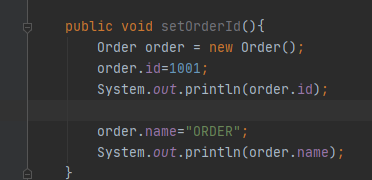 public void setOrderId(){
Order order = new Order();
order.id=1001;
System.out.println(order.id);
order.name="ORDER";
System.out.println(order.name);
}